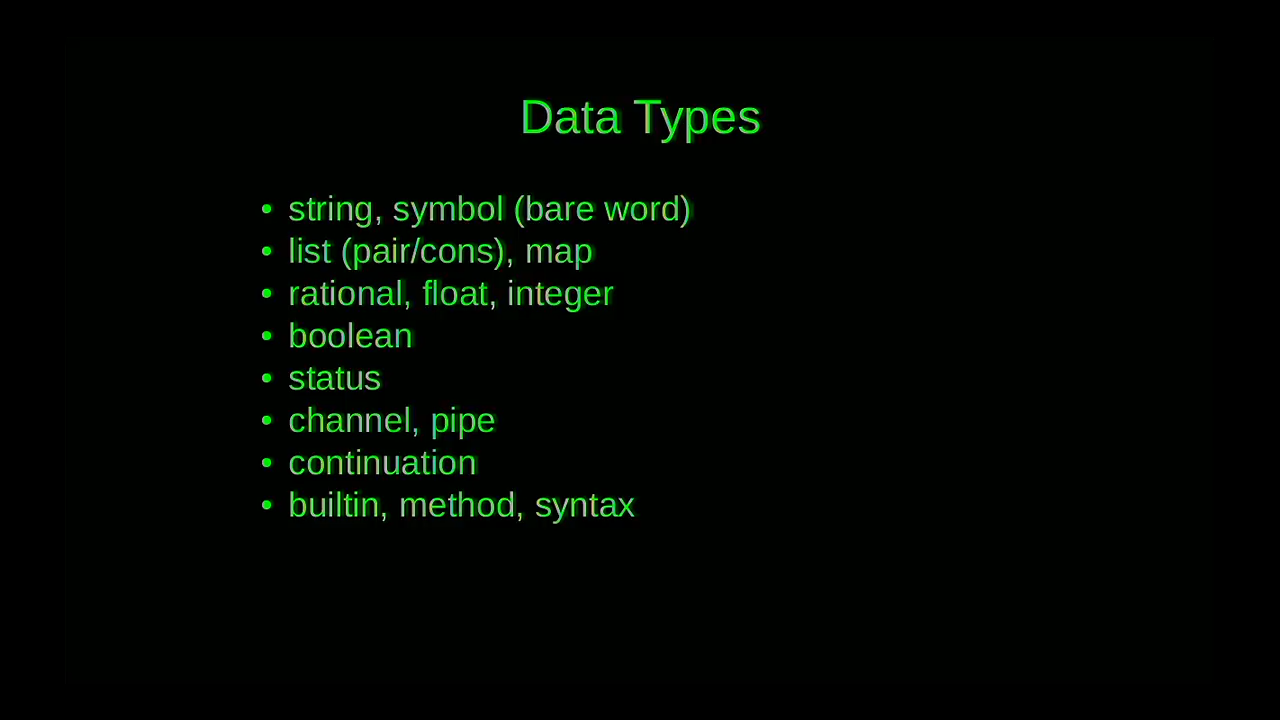 Data Types
• string, symbol (bare word)
• list (pair/cons), map
• rational, float, integer
• boolean
• status
• channel, pipe
• continuation
• builtin, method, syntax